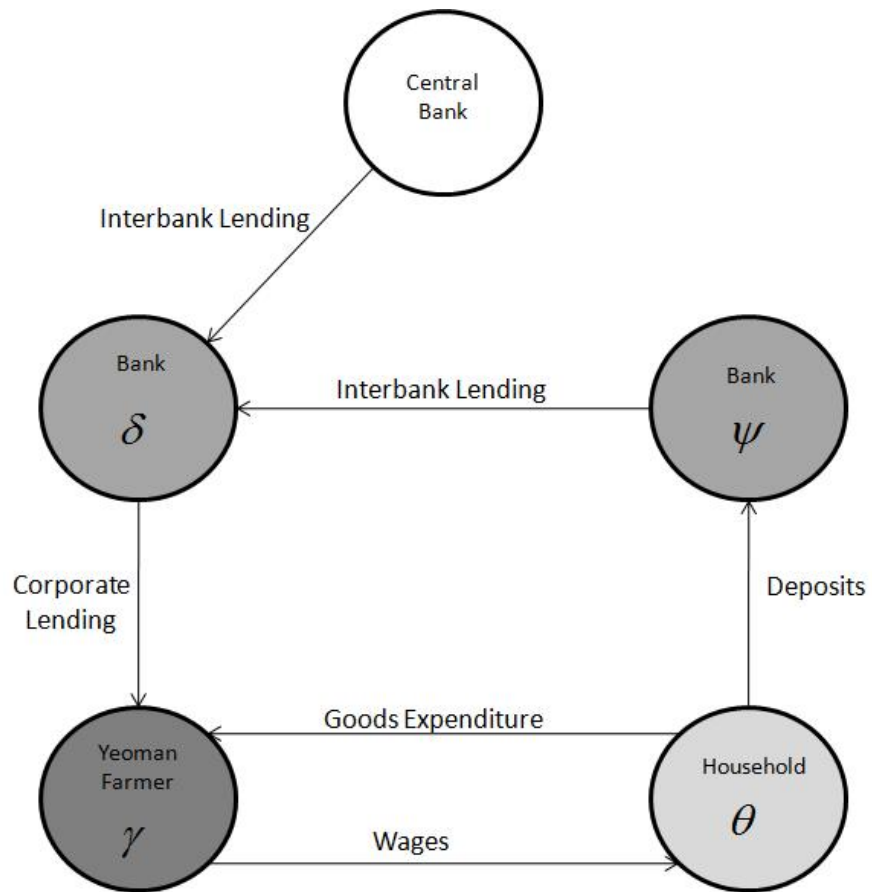 Central
Bank
Interbank Lending
Bank
δ
Interbank Lending
Bank
ψ
Corporate
Lending
Deposits
Goods Expenditure
Yeoman
Farmer
γ
Household
θ
Wages